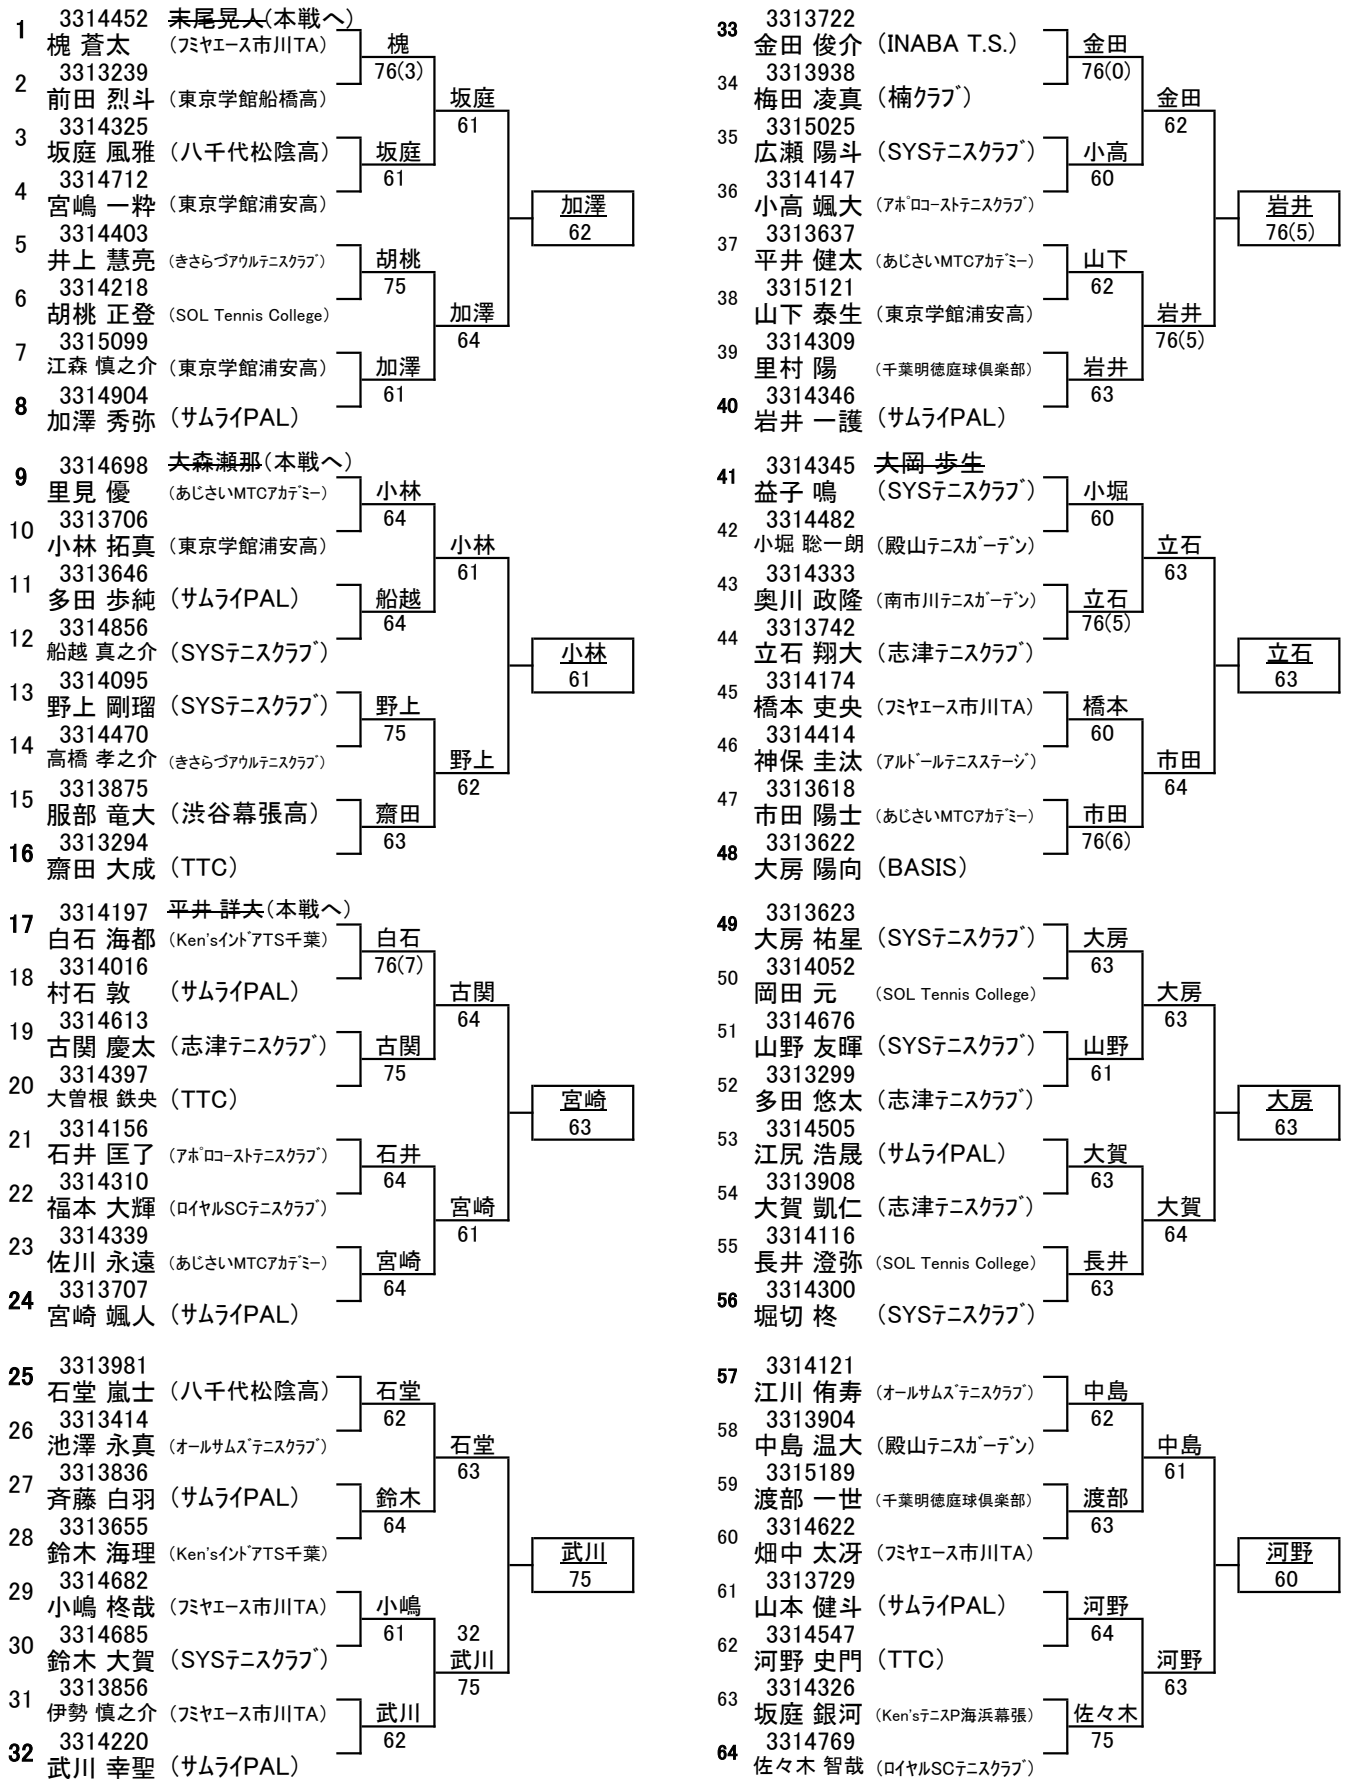 1 3314452 末尾晃人(本戦へ)
槐 蒼太 (フミヤエース市川TA)
2 3313239
前田 烈斗 (東京学館船橋高)
槐
76(3)
3 3314325
坂庭 風雅 (八千代松陰高)
4 3314712
宮嶋 一粋 (東京学館浦安高)
坂庭
61
坂庭
61
5 3314403
井上 慧亮 (きさらづアウルテニスクラブ)
6 3314218
胡桃 正登 (SOL Tennis College)
胡桃
75
7 3315099
江森 慎之介 (東京学館浦安高)
8 3314904
加澤 秀弥 (サムライPAL)
加澤
61
加澤
64
加澤
62
9 3314698 大森瀬那(本戦へ)
里見 優 (あじさいMTCアカデミー)
10 3313706
小林 拓真 (東京学館浦安高)
小林
64
11 3313646
多田 歩純 (サムライPAL)
12 3314856
船越 真之介 (SYSテニスクラブ)
船越
64
小林
61
13 3314095
野上 剛瑠 (SYSテニスクラブ)
14 3314470
高橋 孝之介 (きさらづアウルテニスクラブ)
野上
75
15 3313875
服部 竜大 (渋谷幕張高)
16 3313294
齋田 大成 (TTC)
齋田
63
野上
62
小林
61
17 3314197 平井 詳大(本戦へ)
白石 海都 (Ken'sインドアTS千葉)
18 3314016
村石 敦 (サムライPAL)
白石
76(7)
19 3314613
古関 慶太 (志津テニスクラブ)
20 3314397
大曽根 鉄央 (TTC)
古関
75
古関
64
21 3314156
石井 匡了 (アポロコーストテニスクラブ)
22 3314310
福本 大輝 (ロイヤルSCテニスクラブ)
石井
64
23 3314339
佐川 永遠 (あじさいMTCアカデミー)
24 3313707
宮崎 颯人 (サムライPAL)
宮崎
64
宮崎
61
宮崎
63
25 3313981
石堂 嵐士 (八千代松陰高)
26 3313414
池澤 永真 (オールサムズテニスクラブ)
石堂
62
27 3313836
斉藤 白羽 (サムライPAL)
28 3313655
鈴木 海理 (Ken'sインドアTS千葉)
鈴木
64
石堂
63
29 3314682
小嶋 柊哉 (フミヤエース市川TA)
30 3314685
鈴木 大賀 (SYSテニスクラブ)
小嶋
61
31 3313856
伊勢 慎之介 (フミヤエース市川TA)
32 3314220
武川 幸聖 (サムライPAL)
武川
62
32
武川
75
武川
75
33 3313722
金田 俊介 (INABA T.S.)
34 3313938
梅田 凌真 (楠クラブ)
金田
76(0)
35 3315025
広瀬 陽斗 (SYSテニスクラブ)
36 3314147
小高 颯大 (アポロコーストテニスクラブ)
小高
60
金田
62
37 3313637
平井 健太 (あじさいMTCアカデミー)
38 3315121
山下 泰生 (東京学館浦安高)
山下
62
39 3314309
里村 陽 (千葉明徳庭球倶楽部)
40 3314346
岩井 一護 (サムライPAL)
岩井
63
岩井
76(5)
岩井
76(5)
41 3314345 大岡 歩生
益子 鳴 (SYSテニスクラブ)
42 3314482
小堀 聡一朗 (殿山テニスガーデン)
小堀
60
43 3314333
奥川 政隆 (南市川テニスガーデン)
44 3313742
立石 翔大 (志津テニスクラブ)
立石
76(5)
立石
63
45 3314174
橋本 吏央 (フミヤエース市川TA)
46 3314414
神保 圭汰 (アルドールテニスステージ)
橋本
60
47 3313618
市田 陽士 (あじさいMTCアカデミー)
48 3313622
大房 陽向 (BASIS)
市田
76(6)
市田
64
立石
63
49 3313623
大房 祐星 (SYSテニスクラブ)
50 3314052
岡田 元 (SOL Tennis College)
大房
63
51 3314676
山野 友暉 (SYSテニスクラブ)
52 3313299
多田 悠太 (志津テニスクラブ)
山野
61
大房
63
53 3314505
江尻 浩晟 (サムライPAL)
54 3313908
大賀 凱仁 (志津テニスクラブ)
大賀
63
55 3314116
長井 澄弥 (SOL Tennis College)
56 3314300
堀切 柊 (SYSテニスクラブ)
長井
63
大賀
64
大房
63
57 3314121
江川 侑寿 (オールサムズテニスクラブ)
58 3313904
中島 温大 (殿山テニスガーデン)
中島
62
59 3315189
渡部 一世 (千葉明徳庭球倶楽部)
60 3314622
畑中 太冴 (フミヤエース市川TA)
渡部
63
中島
61
61 3313729
山本 健斗 (サムライPAL)
62 3314547
河野 史門 (TTC)
河野
64
63 3314326
坂庭 銀河 (Ken'sテニスP海浜幕張)
64 3314769
佐々木 智哉 (ロイヤルSCテニスクラブ)
佐々木
75
河野
63
河野
60